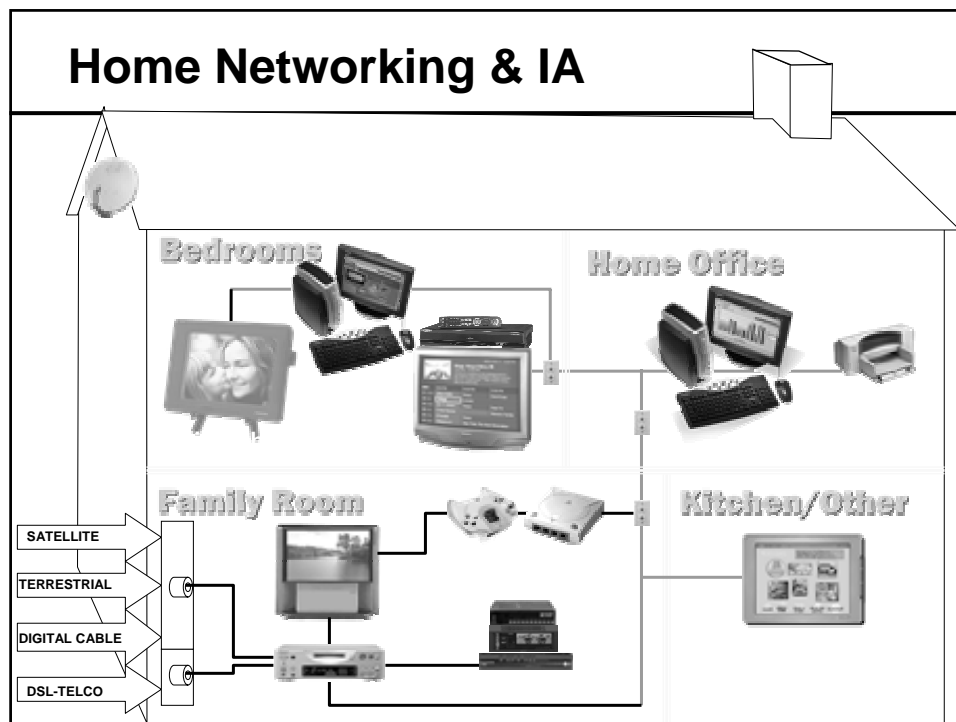 Home Networking & IA
Bedrooms
Home Office
Family Room
Kitchen/Other
SATELLITE
TERRESTRIAL
DIGITAL CABLE
DSL-TELCO